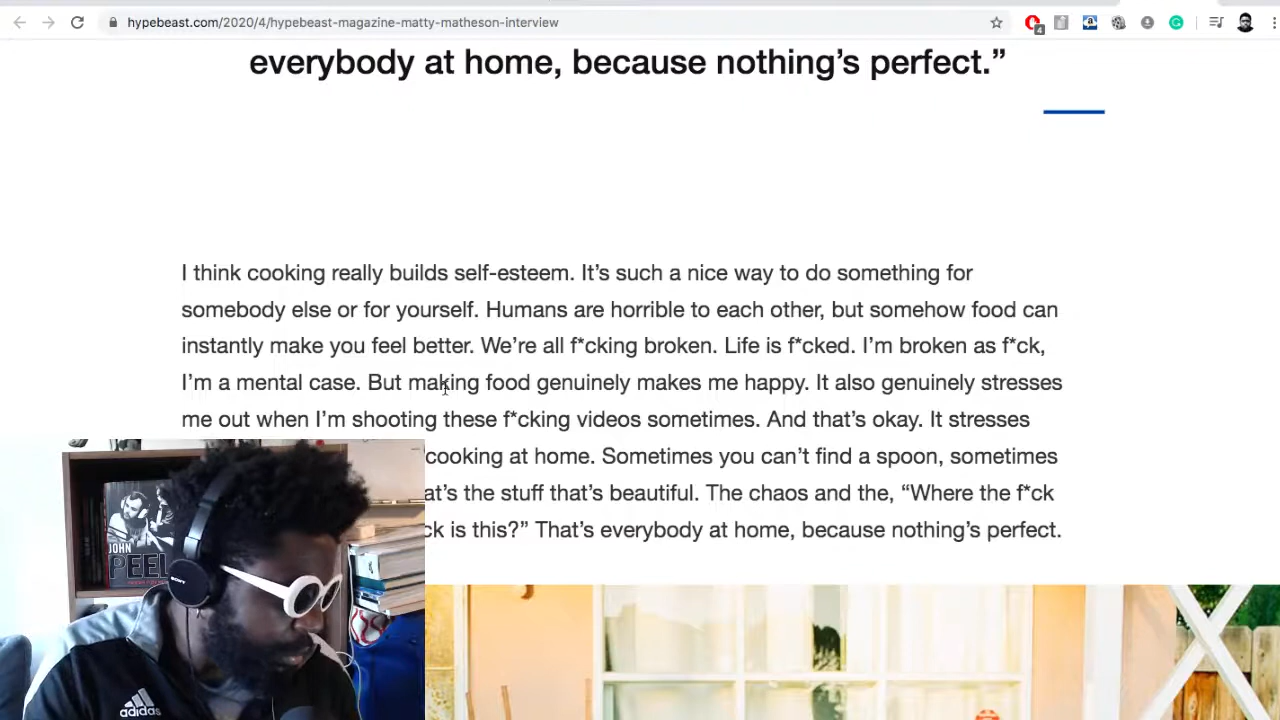 hypebeast.com/2020/4/hypebeast-magazine-matty-matheson-interview
4
everybody at home, because nothing’s perfect.”
I think cooking really builds self-esteem. It’s such a nice way to do something for
somebody else or for yourself. Humans are horrible to each other, but somehow food can
instantly make you feel better. We’re all f*cking broken. Life is f*cked. I’m broken as f*ck,
I’m a mental case. But making food genuinely makes me happy. It also genuinely stresses
me out when I’m shooting these f*cking videos sometimes. And that’s okay. It stresses
cooking at home. Sometimes you can’t find a spoon, sometimes
at’s the stuff that’s beautiful. The chaos and the, “Where the f*ck
ck is this?” That’s everybody at home, because nothing’s perfect.
JOHN
PEEL
SONY
adidas